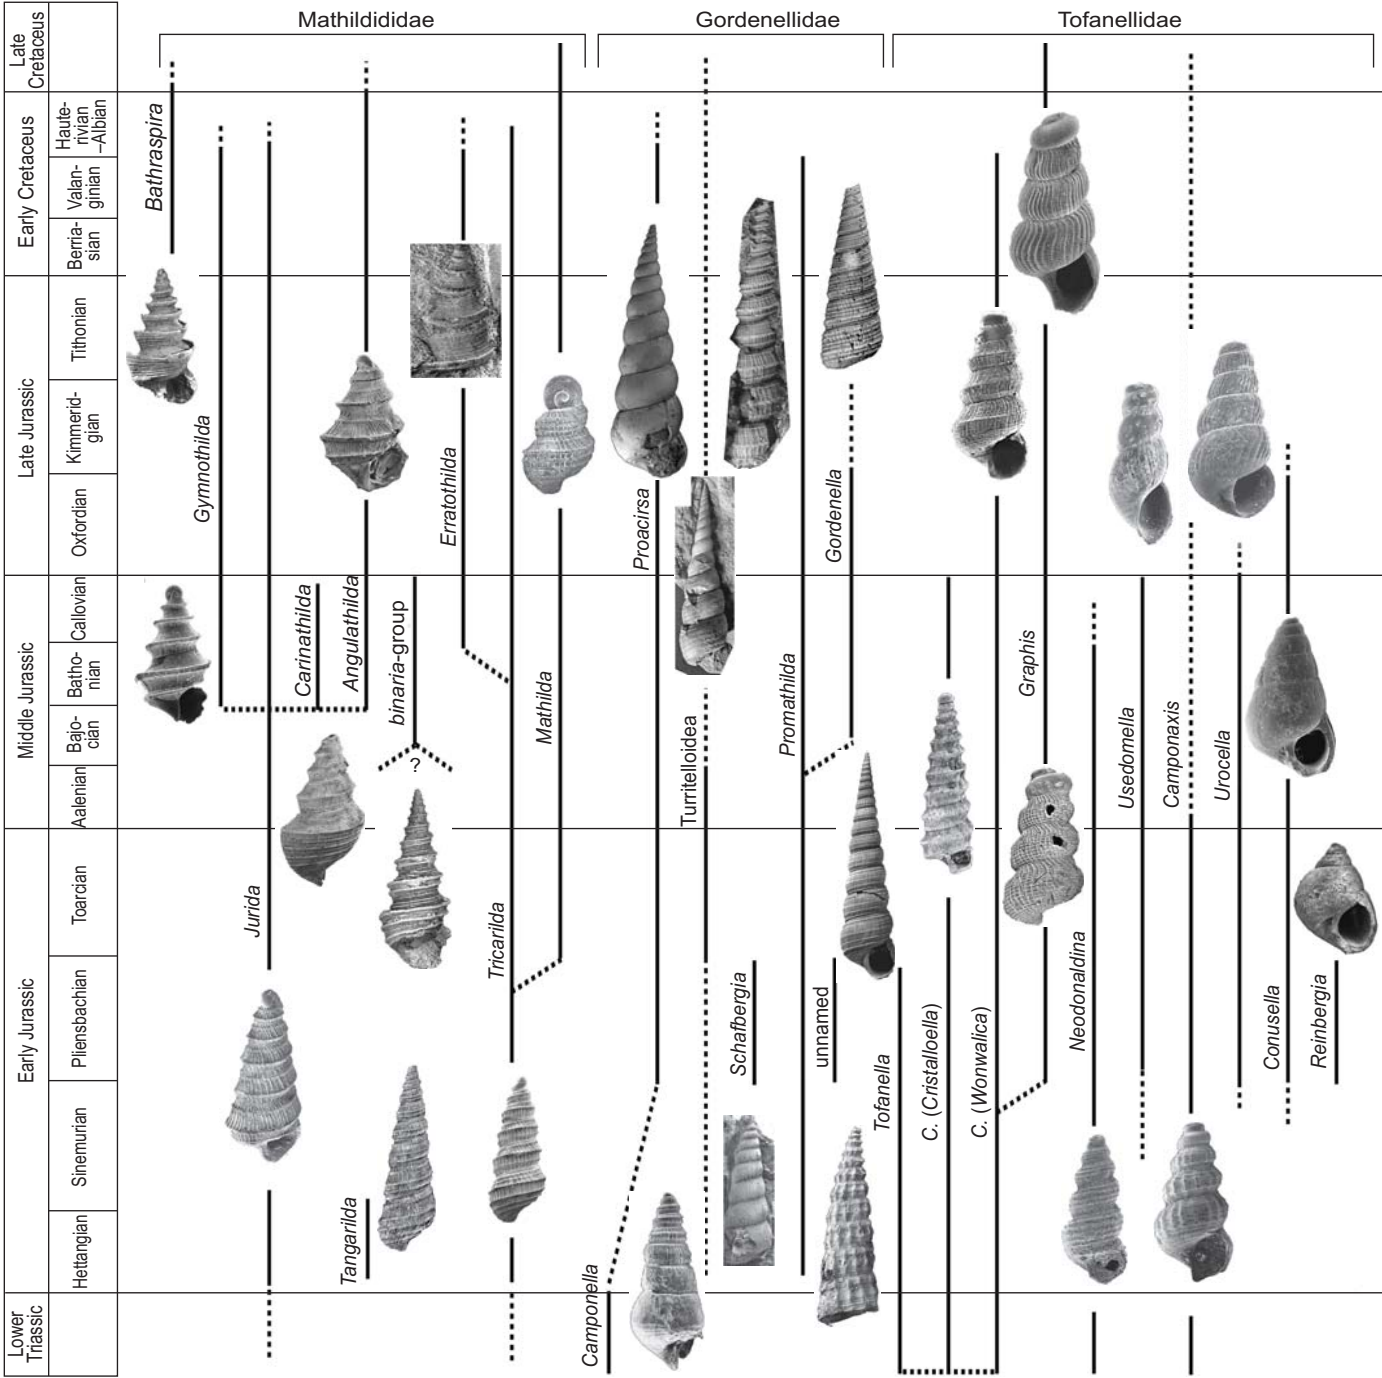 Mathildididae
Gordenellidae
Tofanellidae
Late
Cretaceous
Early Cretaceous
Haute-
rivian
–Albian
Valan-
ginian
Berria-
sian
Late Jurassic
Tithonian
Kimmerid-
gian
Oxfordian
Middle Jurassic
Callovian
Batho-
nian
Bajo-
cian
Aalenian
Early Jurassic
Toarcian
Pliensbachian
Sinemurian
Hettangian
Lower
Triassic
Bathraspira
Gymnothilda
Jurida
Carinathilda
Angulathilda
Tangarilda
binaria-group
?
Erratothilda
Tricarilda
Mathilda
Camponella
Proacirsa
Turritelloidea
Schafbergia
Promathilda
unnamed
Gordenella
Tofanella
C. (Cristalloella)
C. (Wonwalica)
Graphis
Neodonaldina
Usedomella
Camponaxis
Urocella
Conusella
Reinbergia